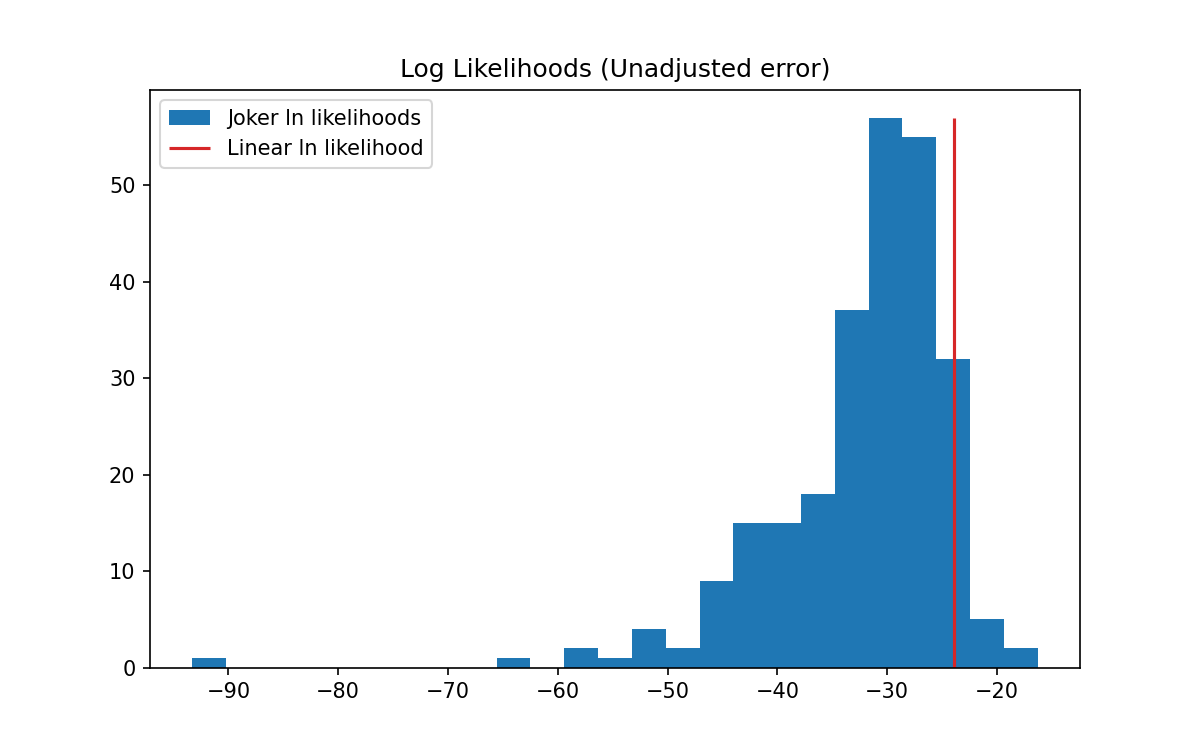 Log Likelihoods (Unadjusted error)
Joker ln likelihoods
Linear ln likelihood
50
40
30
20
10
0
−90 −80 −70 −60 −50 −40 −30 −20